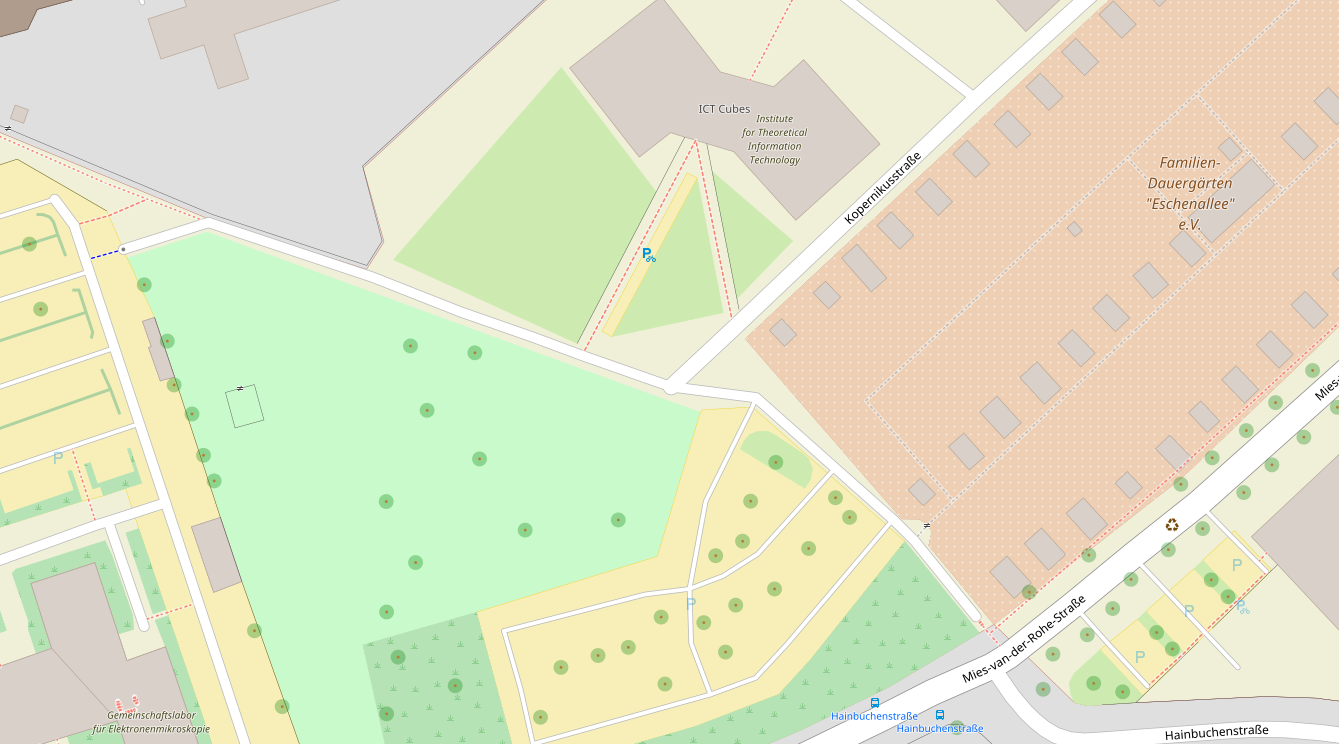 ICT Cubes
Institute
for Theoretical
Information
Technology
Kopernikusstraße
Familien-
Dauergärten
"Eschenallee"
e.V.
Mies-
P
P
P
P
P
P
P
Mies-van-der-Rohe-Straße
Gemeinschaftslabor
für Elektronenmikroskopie
Hainbuchenstraße
Hainbuchenstraße
Hainbuchenstraße